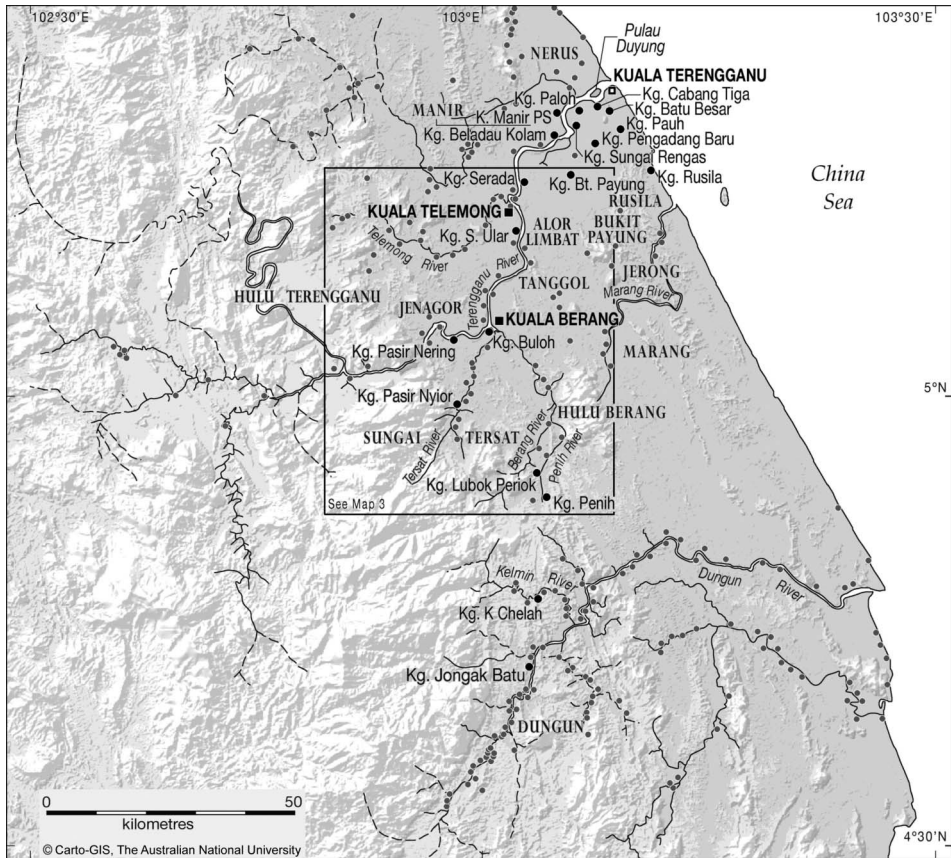 102°30'E
103°E
103°30'E
Pulau
Duyung
NERUS
KUALA TERENGGANU
Kg. Cabang Tiga
Kg. Paloh
MANIR
K. Manir PS
Kg. Batu Besar
Kg. Pauh
Kg. Beladau Kolam
Kg. Pengadang Baru
Kg. Sungai Rengas
Kg. Serada
Kg. Bt. Payung
Kg. Rusila
China
Sea
RUSILA
KUALA TELEMONG
BUKIT
PAYUNG
ALOR
LIMBAT
Kg. S. Ular
Telemong River
Terengganu River
JERONG
HULU TERENGGANU
TANGGOL
Marang River
JENAGOR
KUALA BERANG
Kg. Buloh
Kg. Pasir Nering
MARANG
Kg. Pasir Nyior
5°N
HULU BERANG
SUNGAI TERSAT
Tersat River
Berang River
Penih River
Kg. Lubok Periok
Kg. Penih
See Map 3
Dungun River
Kelmin River
Kg. K Chelah
Kg. Jongak Batu
DUNGUN
0 50
kilometres
© Carto-GIS, The Australian National University
4°30'N